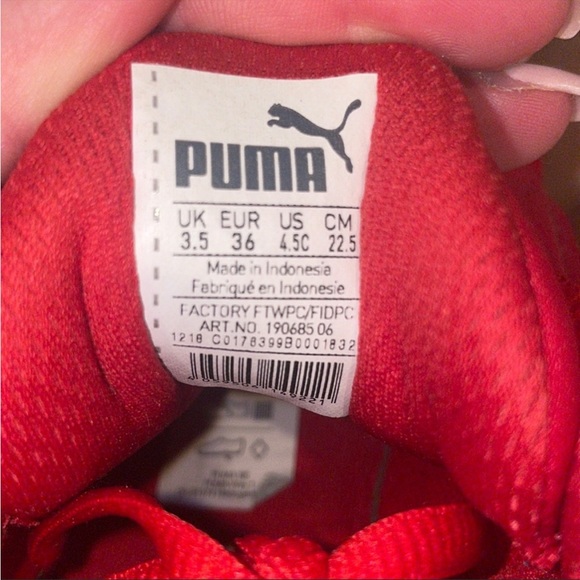 PUMA
UK EUR US CM
3.5 36 4.5C 22.5
Made in Indonesia
Fabriqué en Indonesie
FACTORY FTWPC/FIDPC
ART.NO. 190685 06
1218 C0178399B0001832